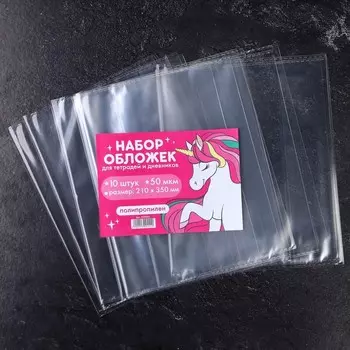 НАБОР
ОБЛОЖЕК
для тетрадей и дневников
10 штук
50 мкм
размер: 210 x 350 мм
полипропилен